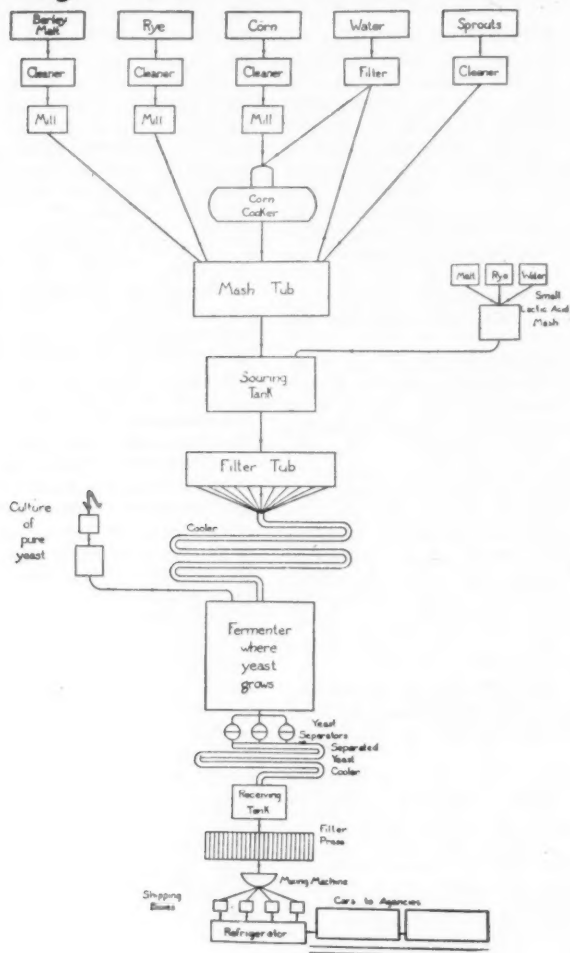 Barley
Malt
Rye
Corn
Water
Sprouts
Cleaner
Cleaner
Cleaner
Filter
Cleaner
Mill
Mill
Mill
Corn
Cooker
Mash Tub
Malt
Rye
Water
Small
Lactic Acid
Mash
Souring
Tank
Filter Tub
Culture
of
pure
yeast
Cooler
Fermenter
where
yeast
grows
Yeast
Separators
Separated
Yeast
Cooler
Receiving
Tank
Filter
Press
Mixing Machine
Shipping
Boxes
Cars to Agencies
Refrigerator